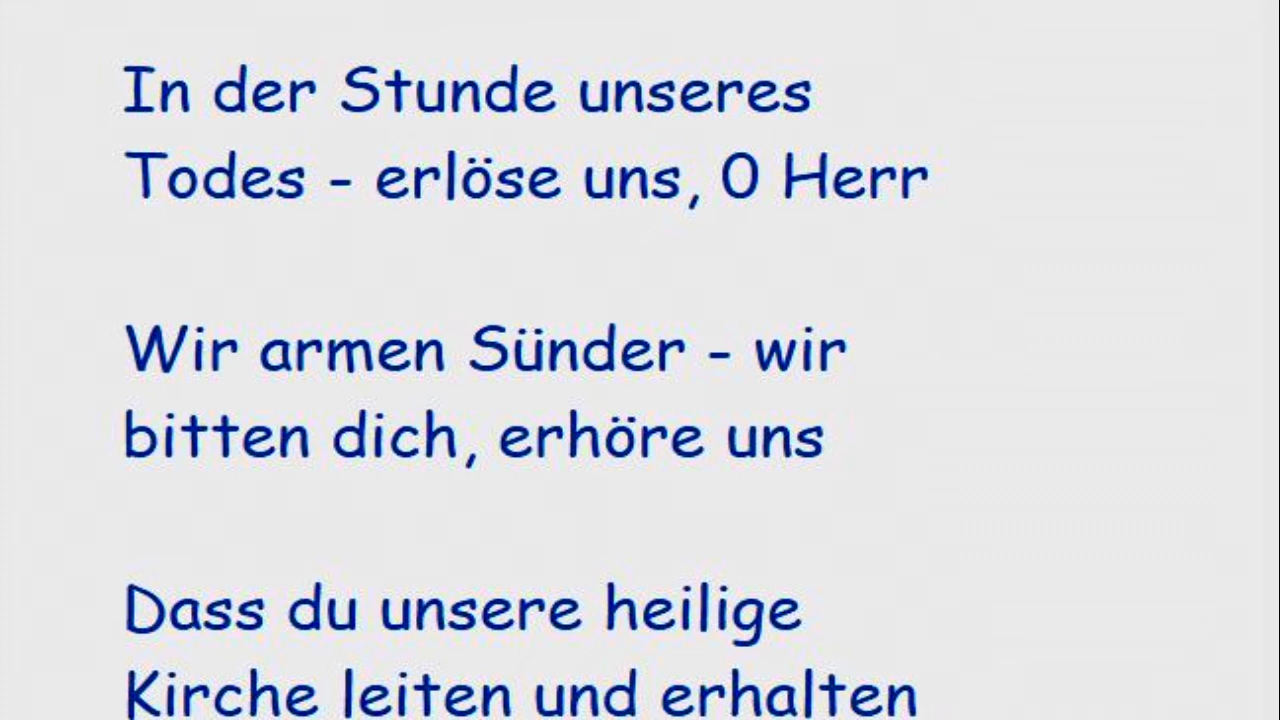 In der Stunde unseres
Todes - erlöse uns, 0 Herr
Wir armen Sünder - wir
bitten dich, erhöre uns
Dass du unsere heilige
Kirche leiten und erhalten